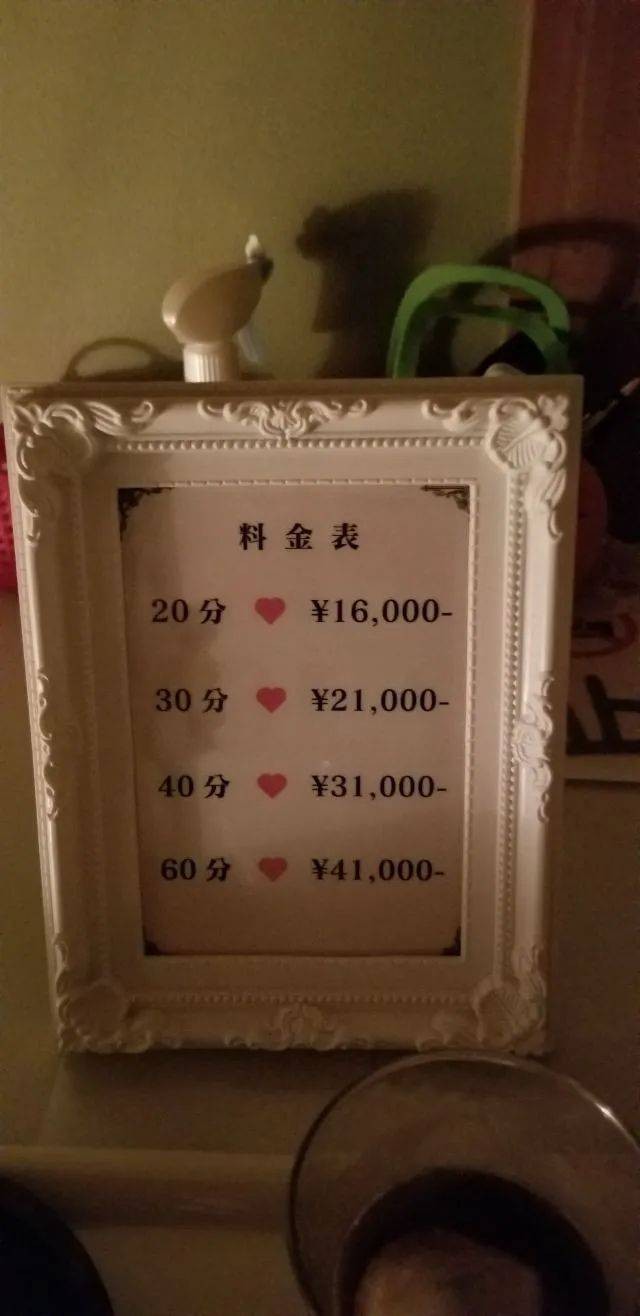 料金表
20分 ♥ ¥16,000-
30分 ♥ ¥21,000-
40分 ♥ ¥31,000-
60分 ♥ ¥41,000-